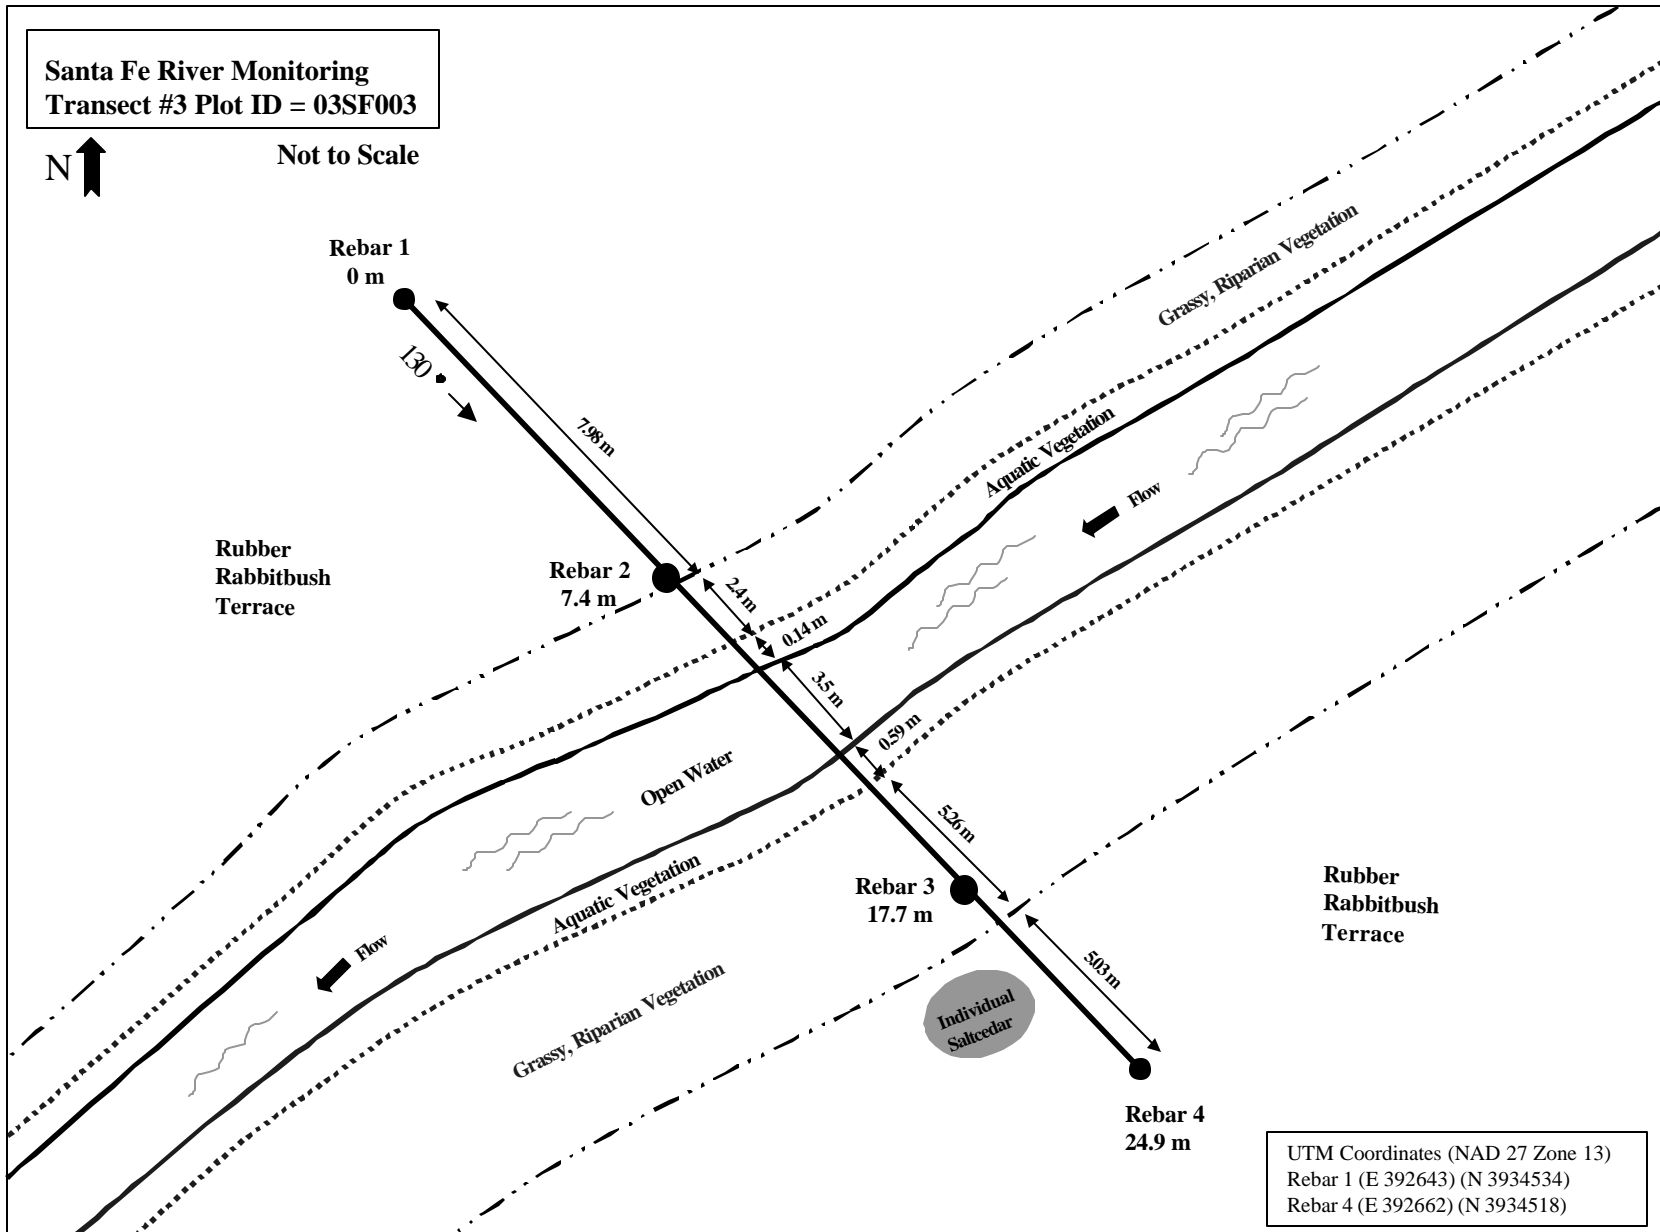 Santa Fe River Monitoring
Transect #3 Plot ID = 03SF003
N
Not to Scale
Rebar 1
0 m
130
Grassy, Riparian Vegetation
7.98 m
Aquatic Vegetation
Flow
Rubber
Rabbitbush
Terrace
Rebar 2
7.4 m
2.4 m
0.14 m
3.5 m
0.59 m
Open Water
5.26 m
Rebar 3
17.7 m
Rubber
Rabbitbush
Terrace
Aquatic Vegetation
Flow
5.03 m
Grassy, Riparian Vegetation
Individual
Saltcedar
Rebar 4
24.9 m
UTM Coordinates (NAD 27 Zone 13)
Rebar 1 (E 392643) (N 3934534)
Rebar 4 (E 392662) (N 3934518)